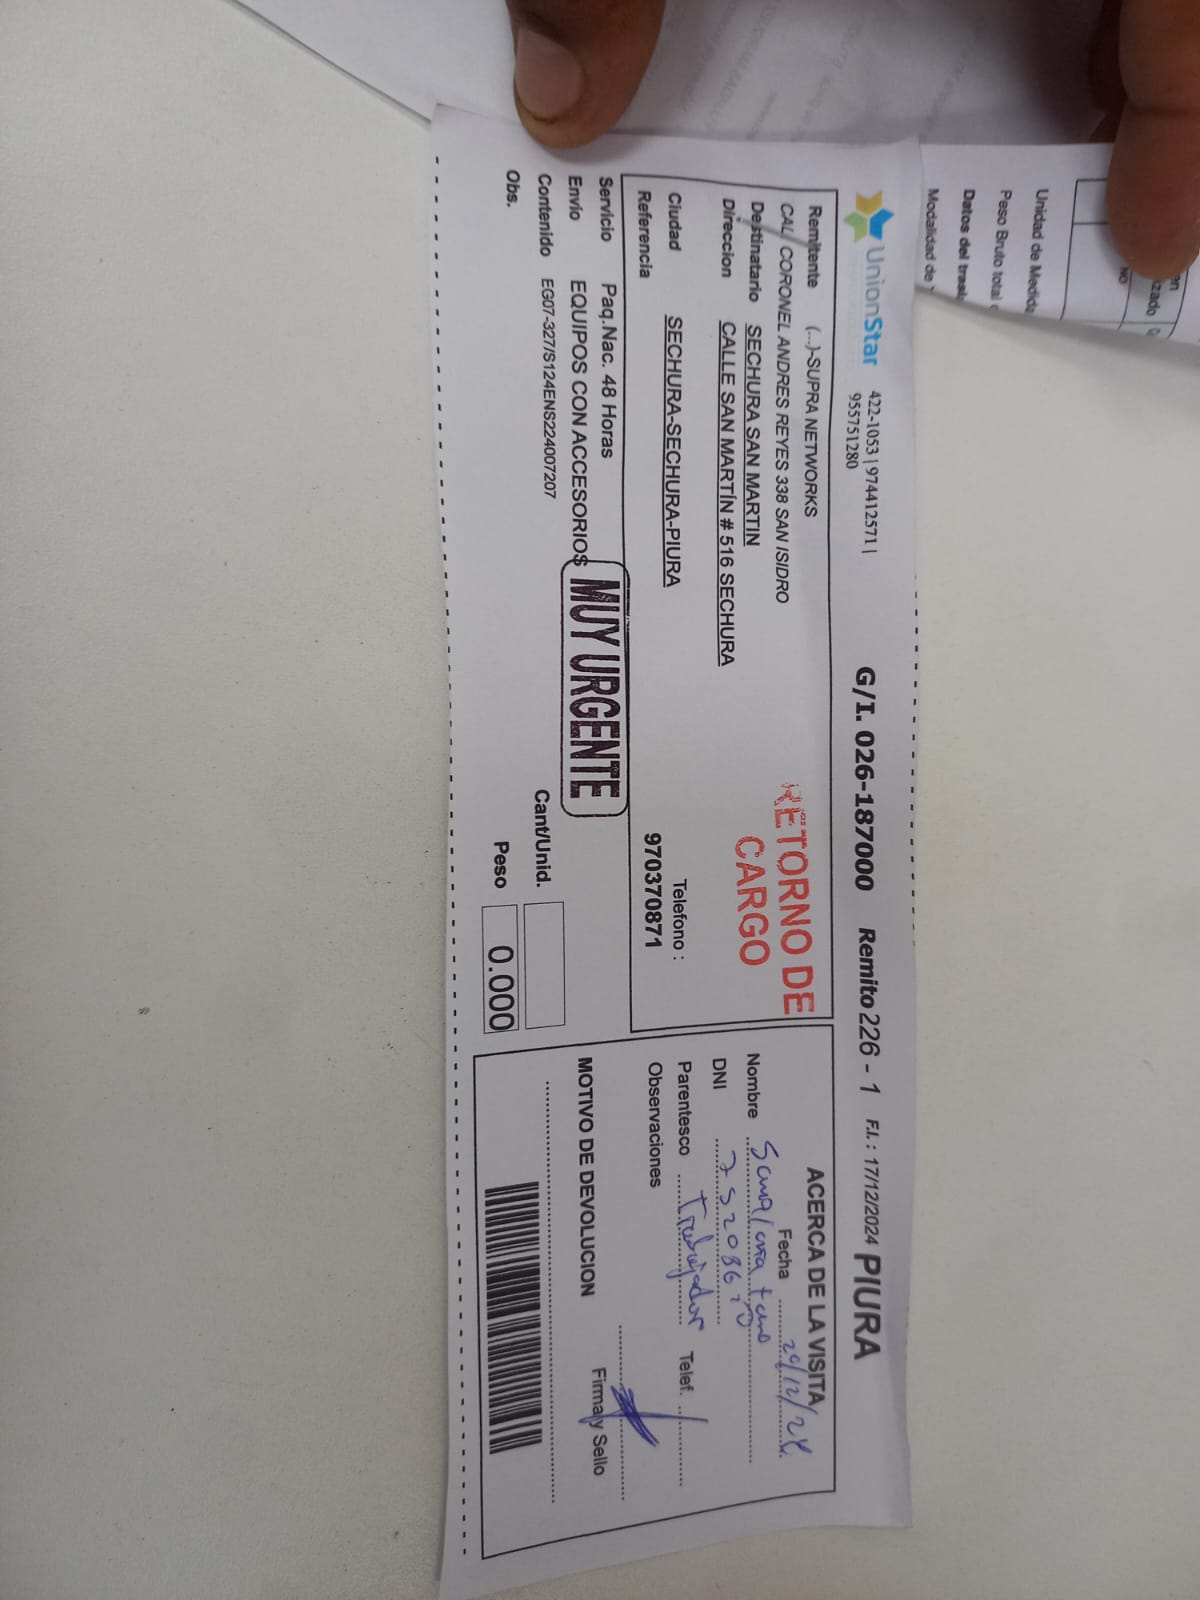 UnionStar
422-1053 | 974412571 |
955751280
G/I. 026-187000 Remito 226 - 1 F.I.: 17/12/2024 PIURA
Remitente (...)-SUPRA NETWORKS
CAL/ CORONEL ANDRES REYES 338 SAN ISIDRO
Destinatario SECHURA SAN MARTIN
Direccion CALLE SAN MARTÍN # 516 SECHURA
Ciudad SECHURA-SECHURA-PIURA
Referencia
Telefono :
970370871
RETORNO DE
CARGO
Servicio Paq.Nac. 48 Horas
Envio EQUIPOS CON ACCESORIOS
Contenido EG07-327/S124ENS224007207
Obs.
MUY URGENTE
Cant/Unid.
Peso 0.000
ACERCA DE LA VISITA
Fecha 20/12/24
Nombre
DNI
Parentesco Trabajador Telef.
Observaciones
Firma y Sello
MOTIVO DE DEVOLUCION
Unidad de Medida
Peso Bruto total
Datos del
Modalidad de
NO